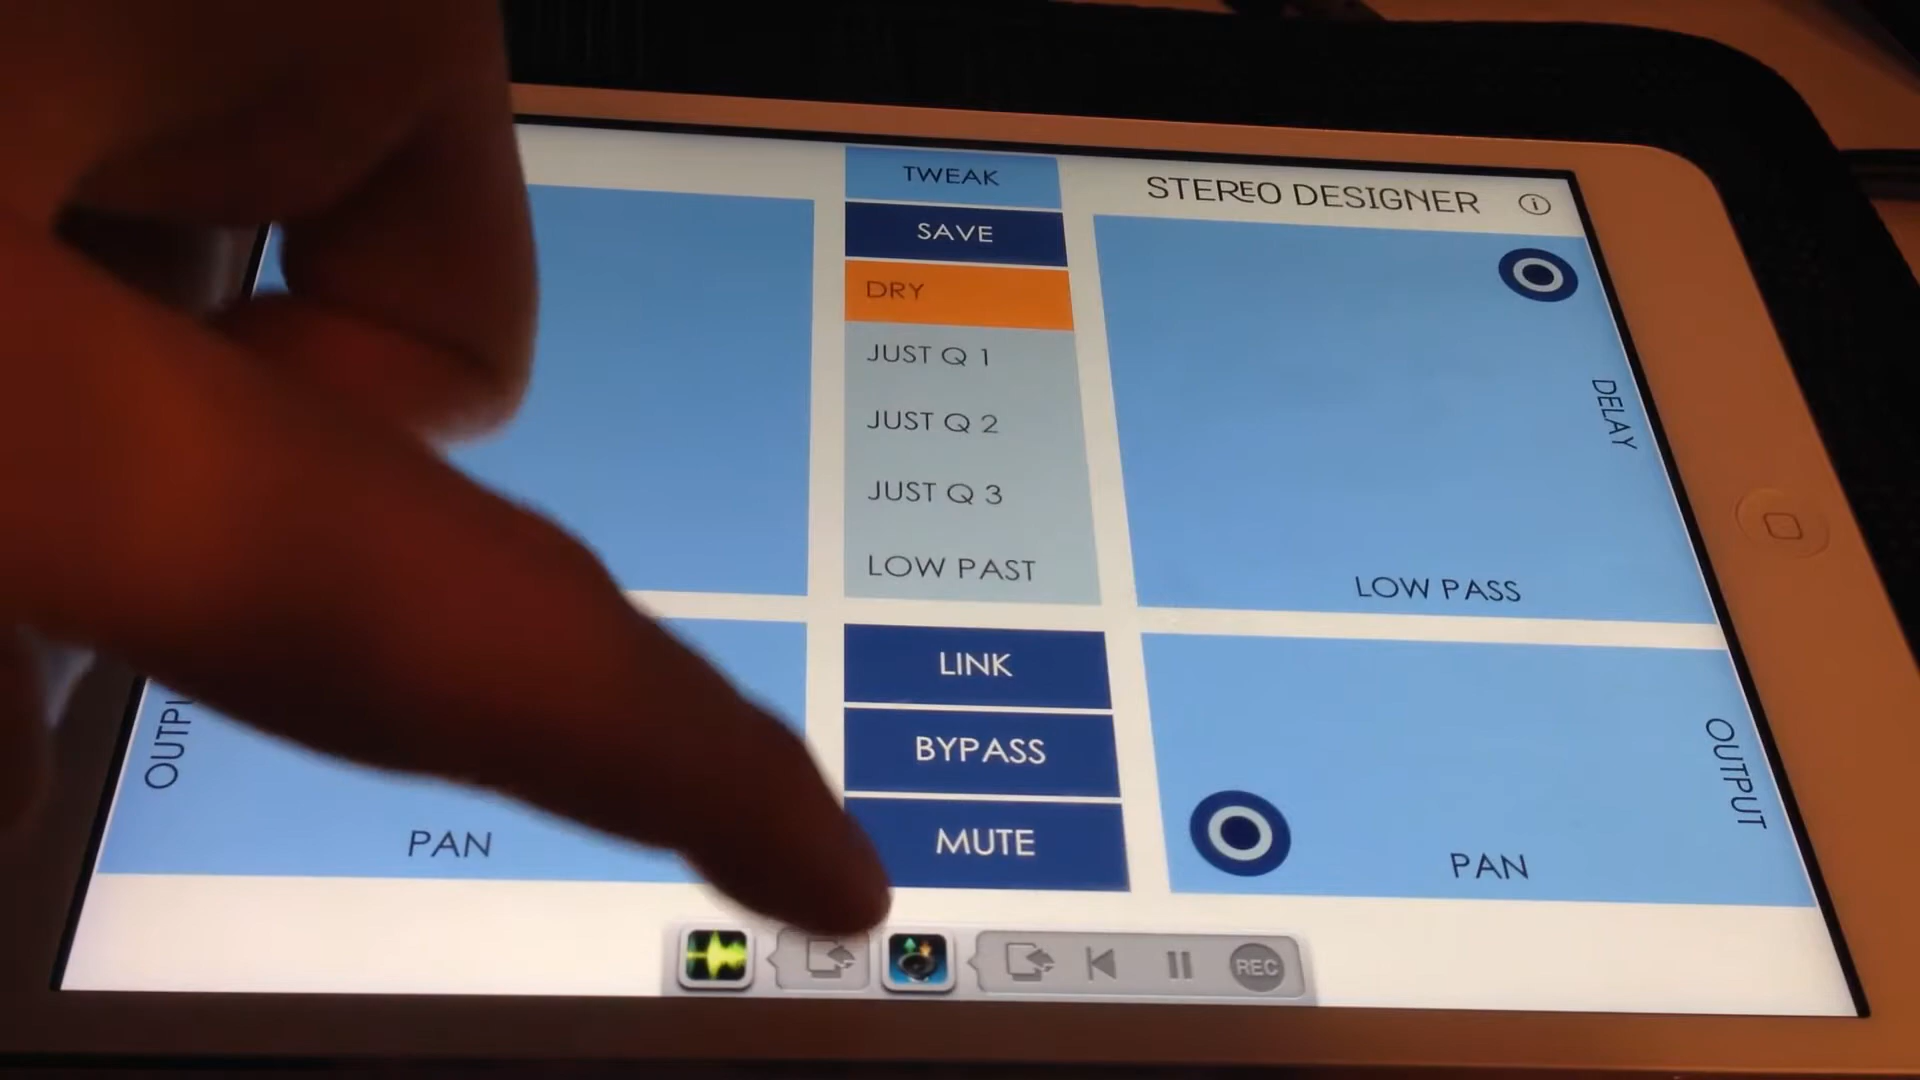 TWEAK
STEREO DESIGNER
i
SAVE
DRY
JUST Q 1
JUST Q 2
JUST Q 3
LOW PAST
DELAY
LOW PASS
LINK
BYPASS
MUTE
PAN
OUTPUT
PAN
REC